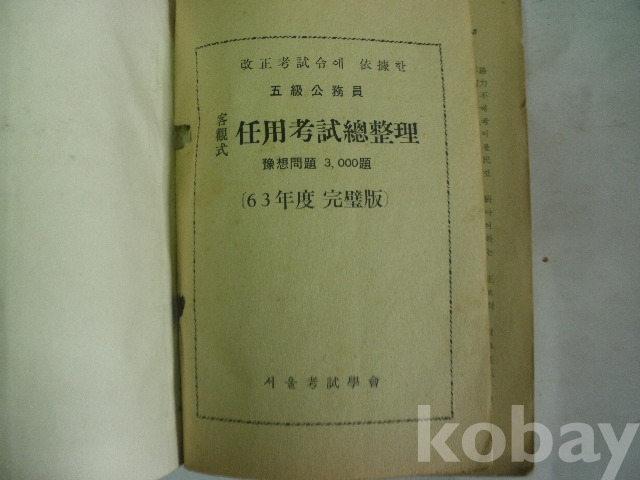 改正考試令에 依據한
五級公務員
客觀式
任用考試總整理
豫想問題 3,000題
〔63年度 完璧版〕
서울考試學會
kobay